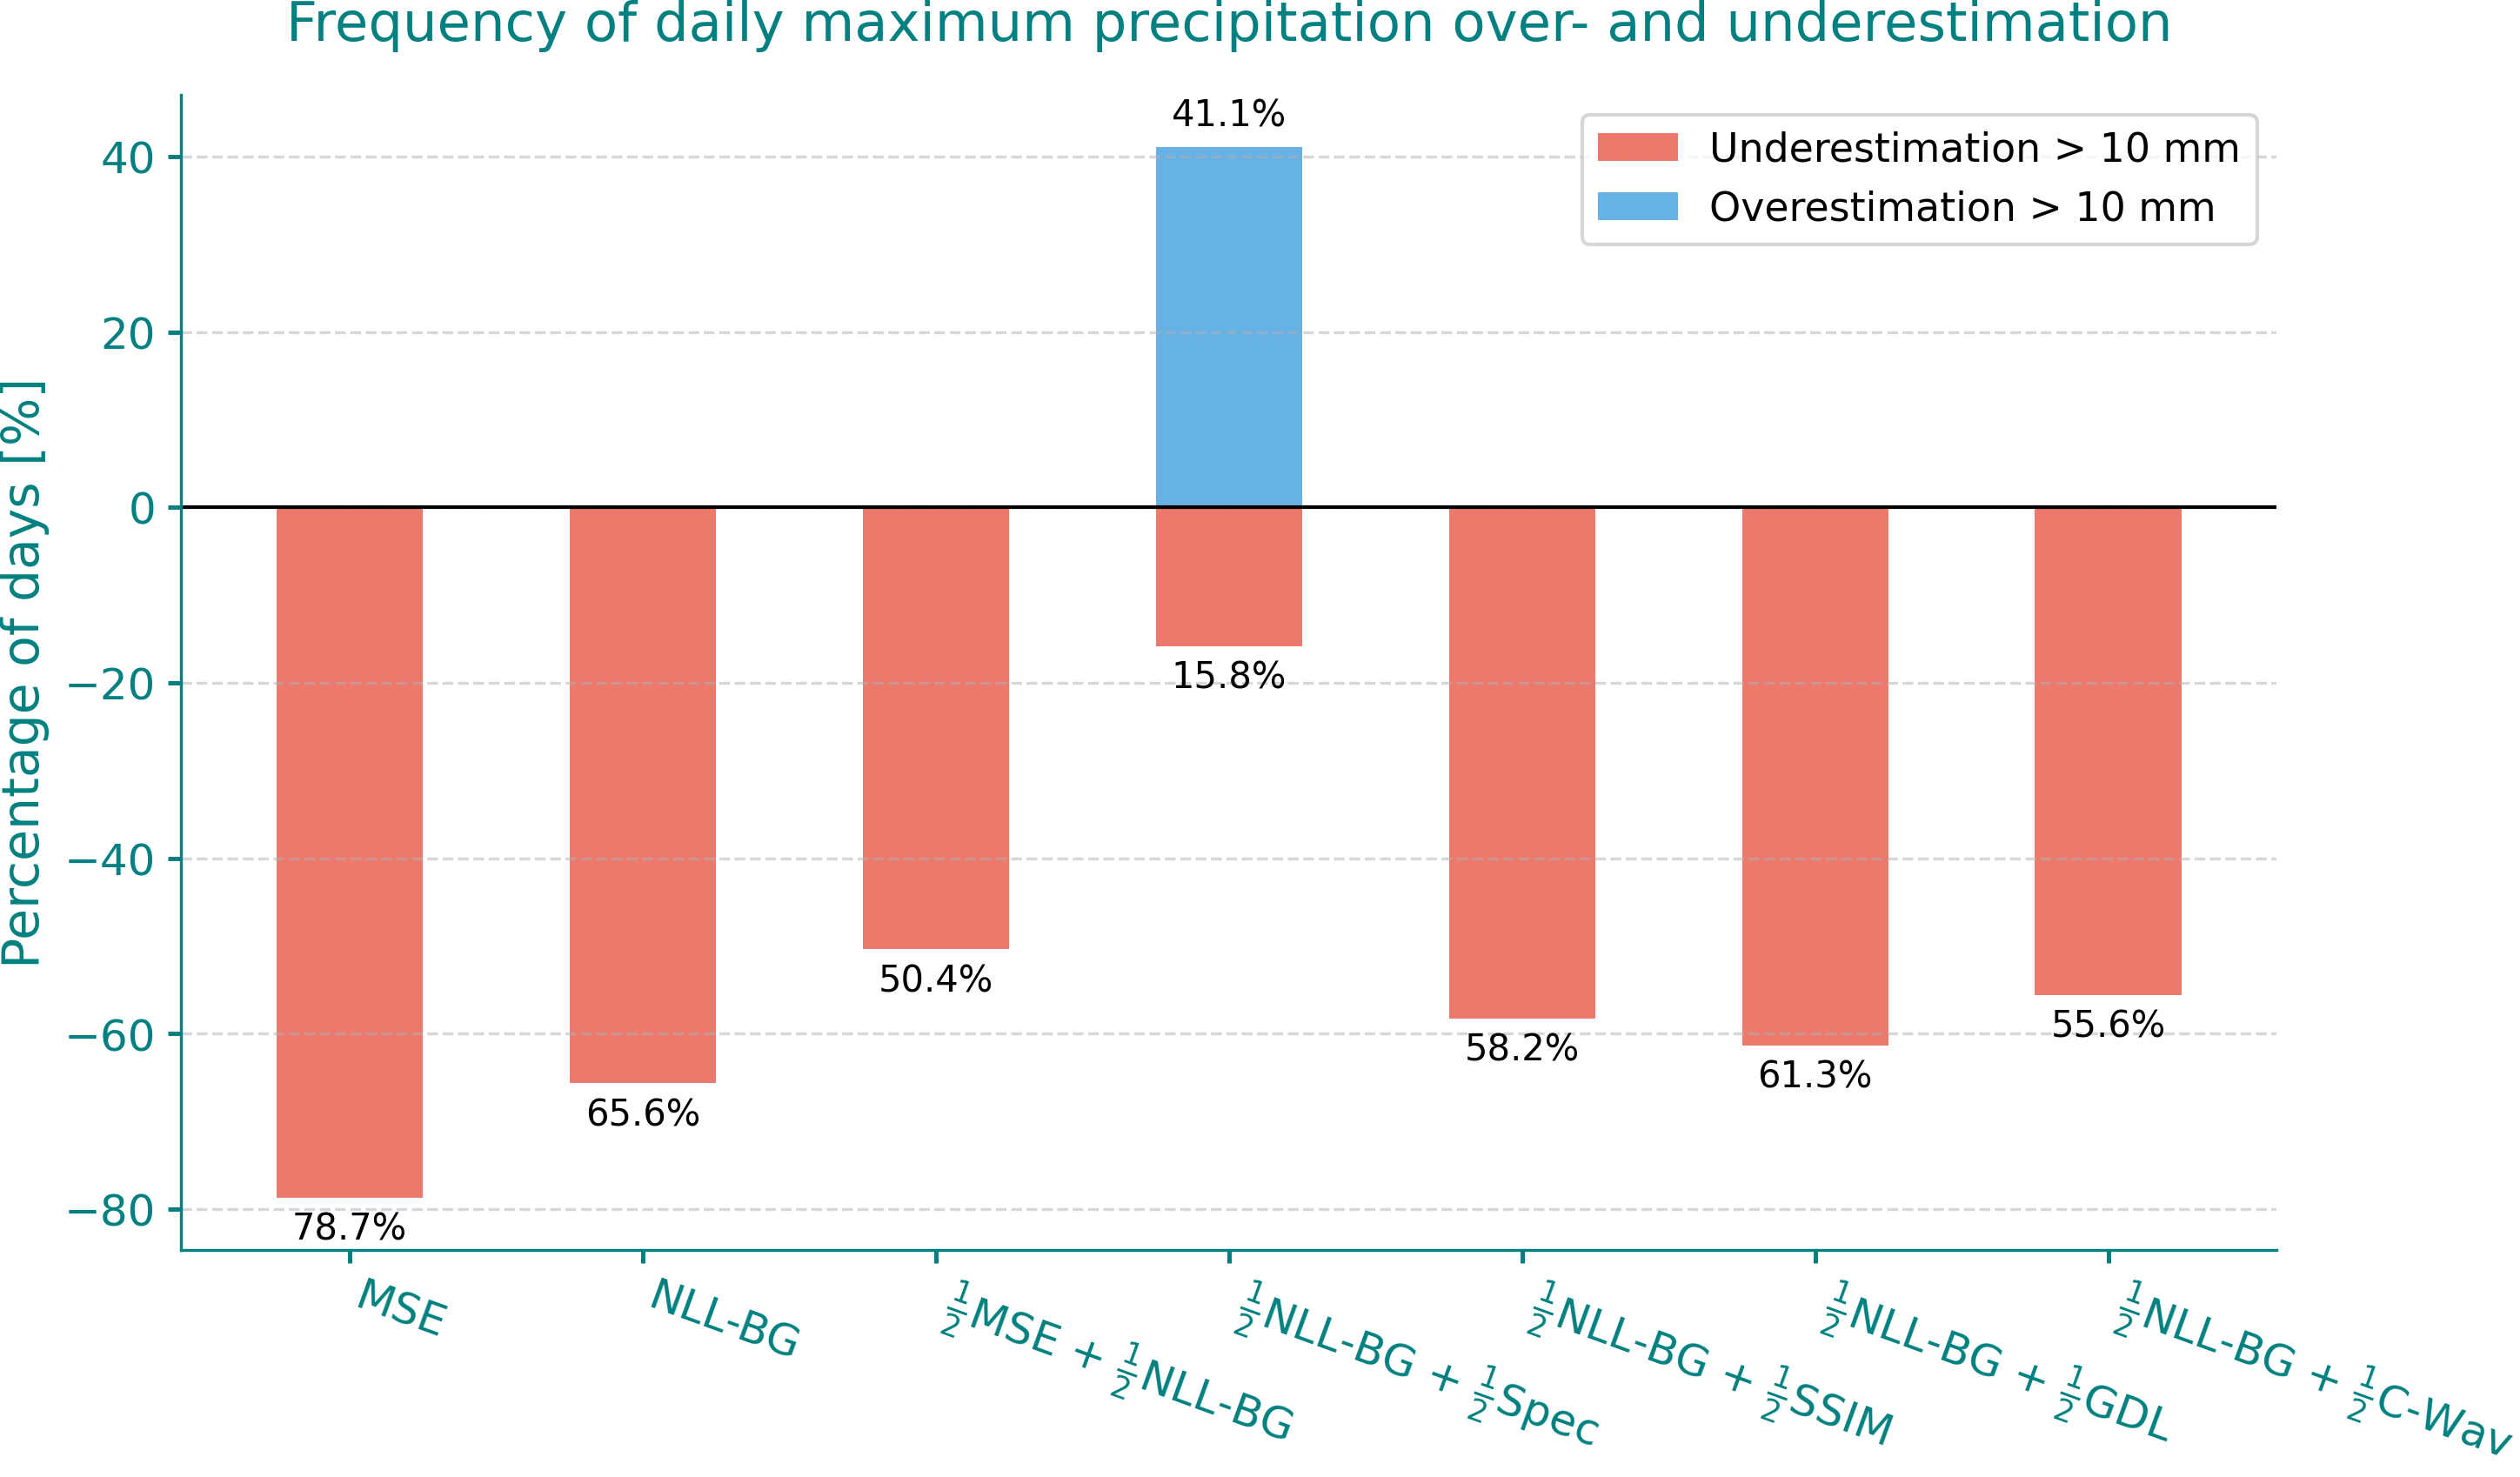 Frequency of daily maximum precipitation over- and underestimation
Percentage of days [%]
40
20
0
−20
−40
−60
−80
Underestimation > 10 mm
Overestimation > 10 mm
41.1%
15.8%
50.4%
55.6%
58.2%
61.3%
65.6%
78.7%
MSE
NLL-BG
½MSE + ½NLL-BG
½NLL-BG + ½Spec
½NLL-BG + ½SSIM
½NLL-BG + ½GDL
½NLL-BG + ½C-Wav